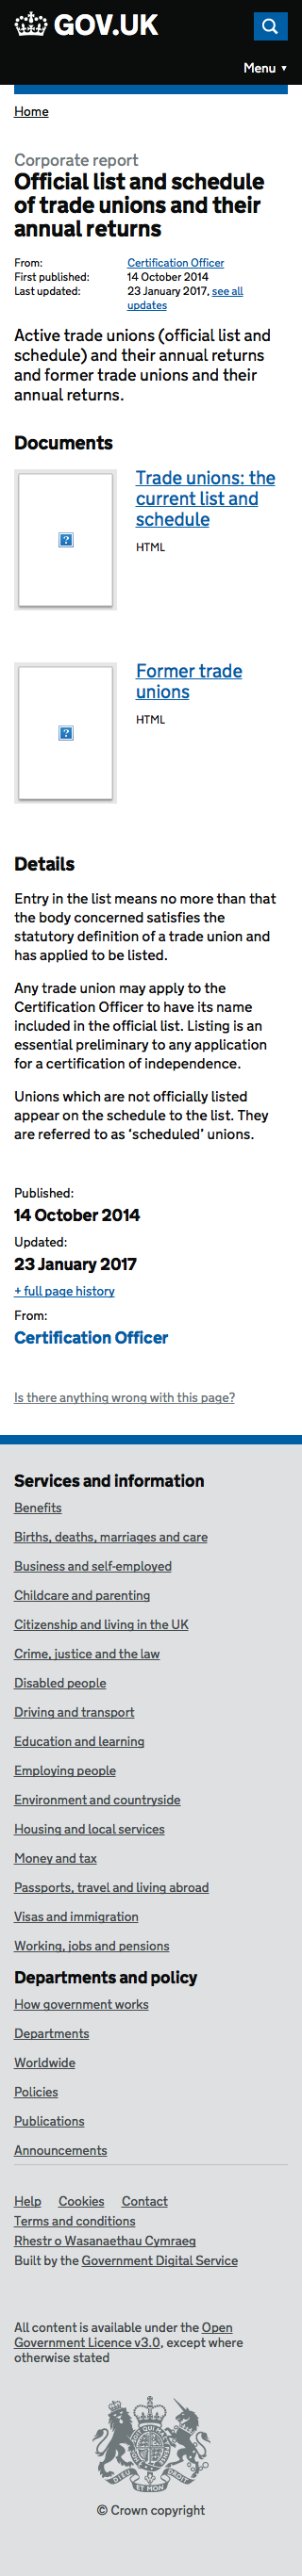 GOV.UK
Menu ▼
Home
Corporate report
Official list and schedule
of trade unions and their
annual returns
From: Certification Officer
First published: 14 October 2014
Last updated: 23 January 2017, see all
updates
Active trade unions (official list and
schedule) and their annual returns
and former trade unions and their
annual returns.
Documents
Trade unions: the
current list and
schedule
HTML
Former trade
unions
HTML
Details
Entry in the list means no more than that
the body concerned satisfies the
statutory definition of a trade union and
has applied to be listed.
Any trade union may apply to the
Certification Officer to have its name
included in the official list. Listing is an
essential preliminary to any application
for a certification of independence.
Unions which are not officially listed
appear on the schedule to the list. They
are referred to as ‘scheduled’ unions.
Published:
14 October 2014
Updated:
23 January 2017
+ full page history
From:
Certification Officer
Is there anything wrong with this page?
Services and information
Benefits
Births, deaths, marriages and care
Business and self-employed
Childcare and parenting
Citizenship and living in the UK
Crime, justice and the law
Disabled people
Driving and transport
Education and learning
Employing people
Environment and countryside
Housing and local services
Money and tax
Passports, travel and living abroad
Visas and immigration
Working, jobs and pensions
Departments and policy
How government works
Departments
Worldwide
Policies
Publications
Announcements
Help Cookies Contact
Terms and conditions
Rhestr o Wasanaethau Cymraeg
Built by the Government Digital Service
All content is available under the Open
Government Licence v3.0, except where
otherwise stated
© Crown copyright